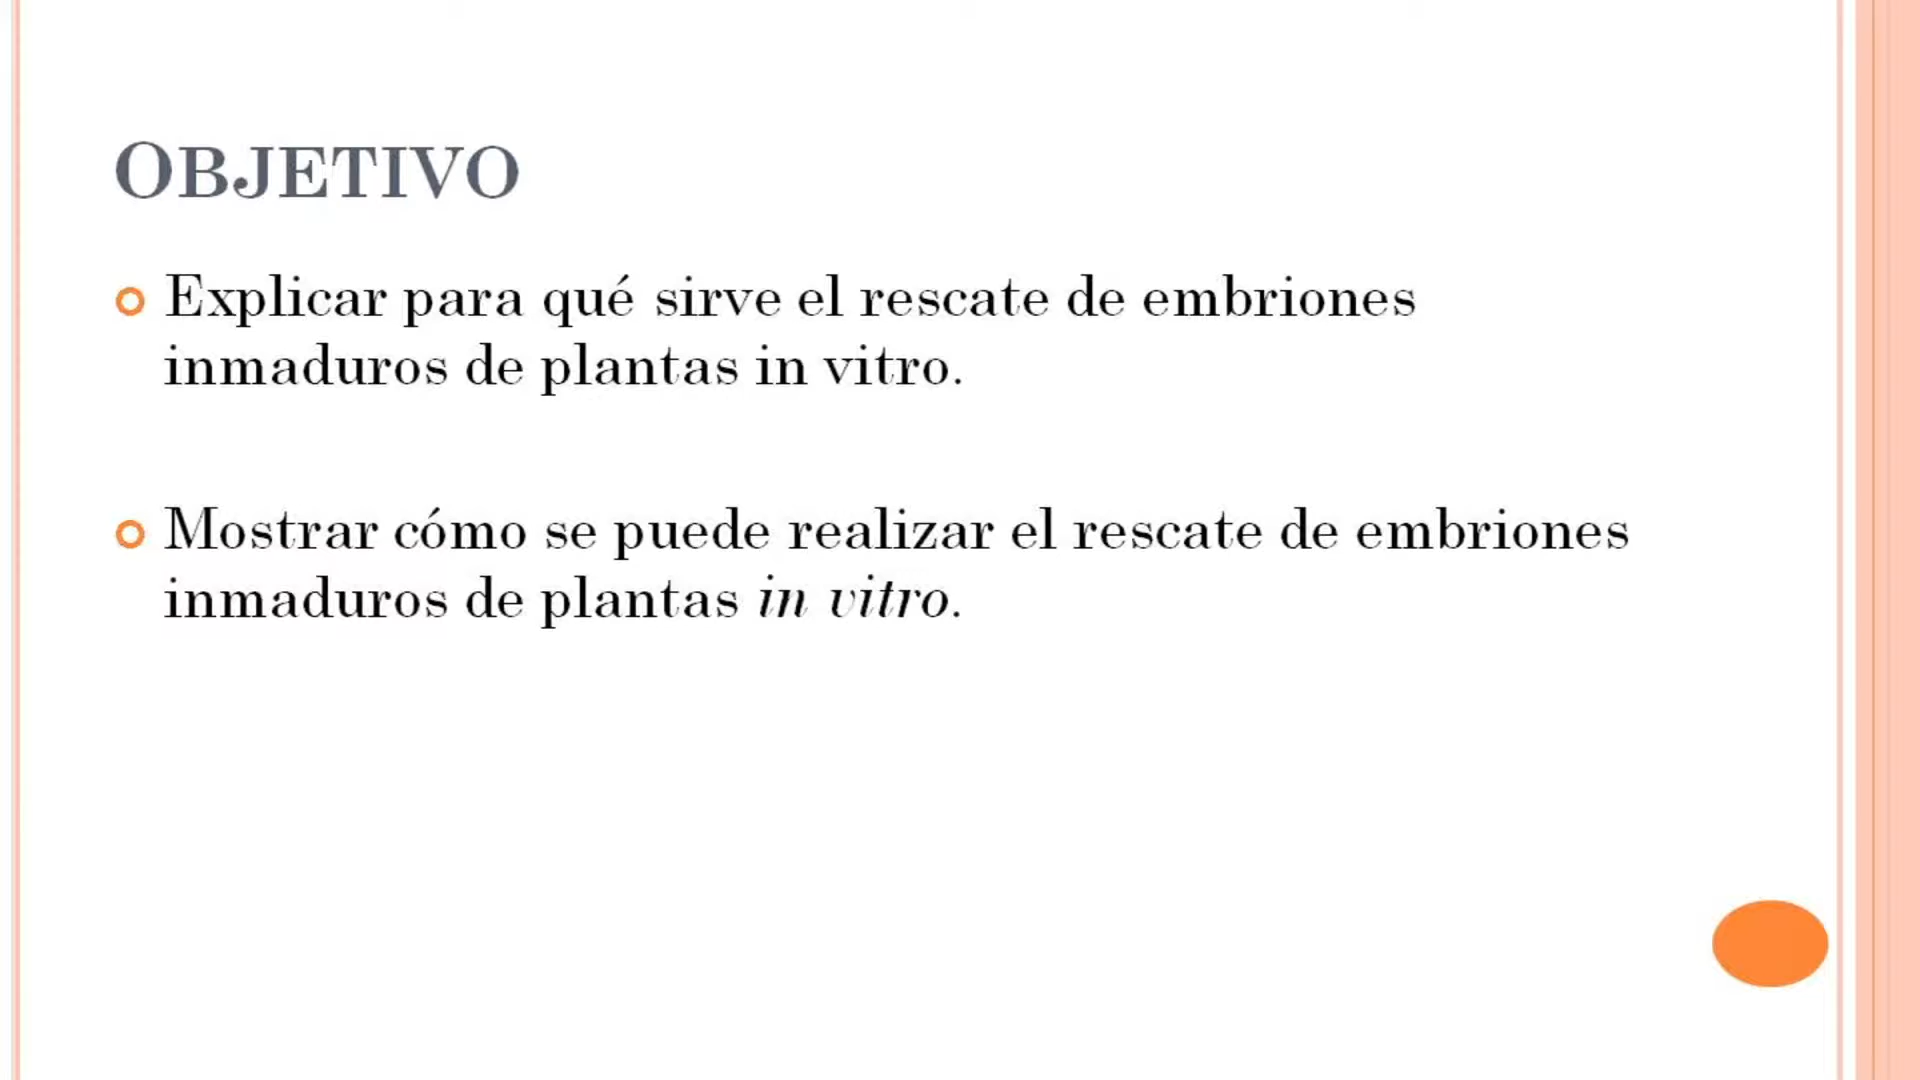 OBJETIVO
Explicar para qué sirve el rescate de embriones
inmaduros de plantas in vitro.
Mostrar cómo se puede realizar el rescate de embriones
inmaduros de plantas in vitro.